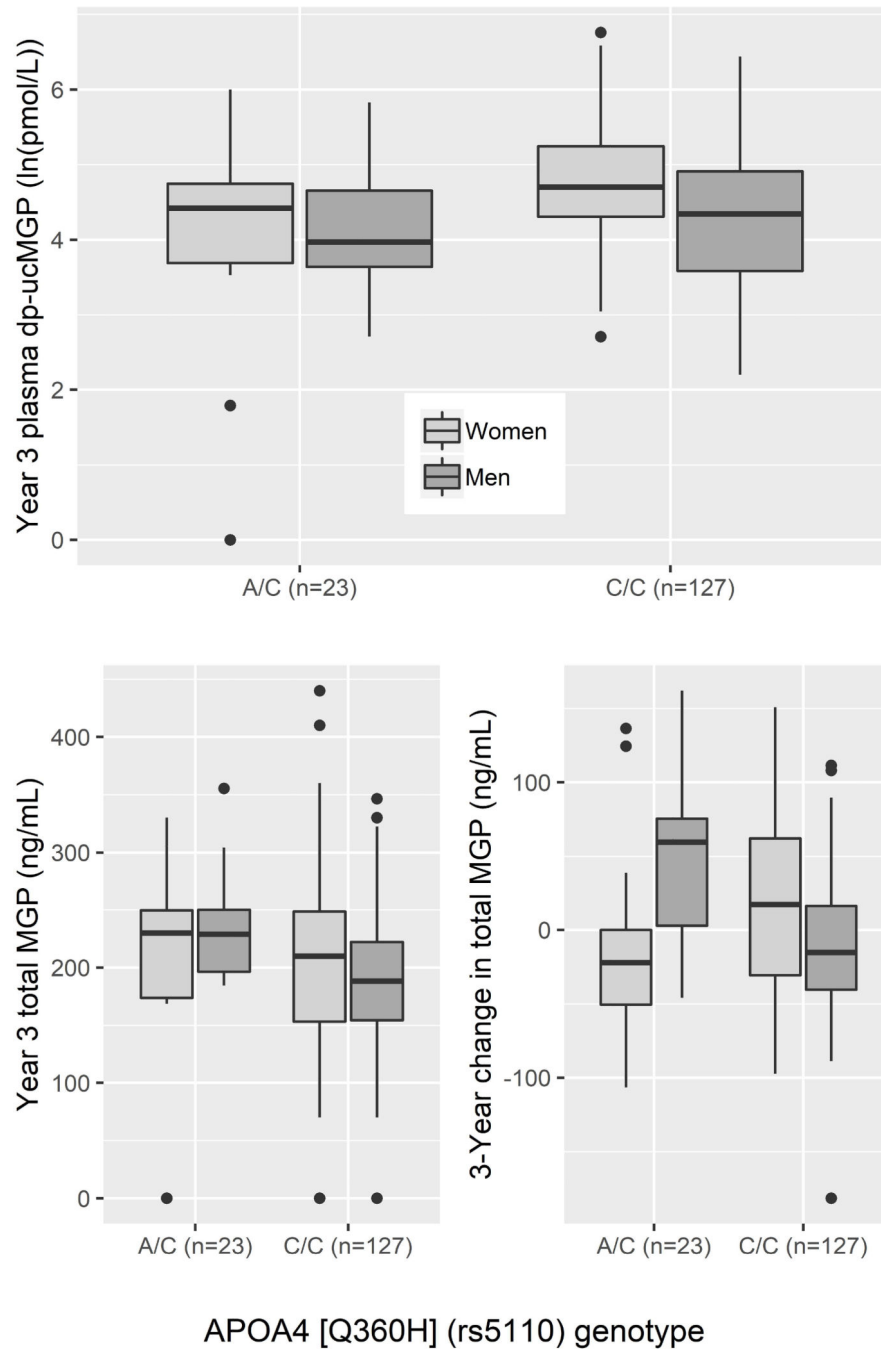 Year 3 plasma dp-ucMGP (ln(pmol/L))
6
4
2
0
Women
Men
A/C (n=23)
C/C (n=127)
Year 3 total MGP (ng/mL)
400
300
200
100
0
A/C (n=23)
C/C (n=127)
3-Year change in total MGP (ng/mL)
100
0
-100
A/C (n=23)
C/C (n=127)
APOA4 [Q360H] (rs5110) genotype